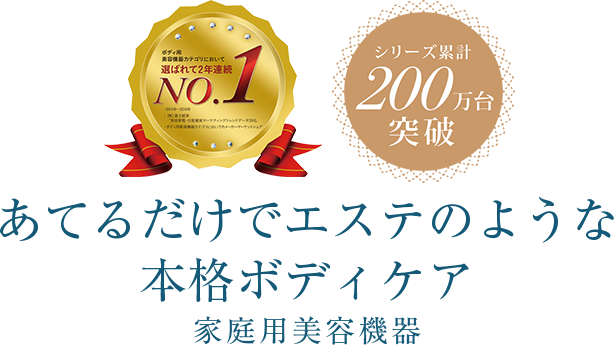 ボディ用
美容機器カテゴリにおいて
選ばれて2年連続
NO.1
シリーズ累計
200万台
突破
あてるだけでエステのような
本格ボディケア
家庭用美容機器